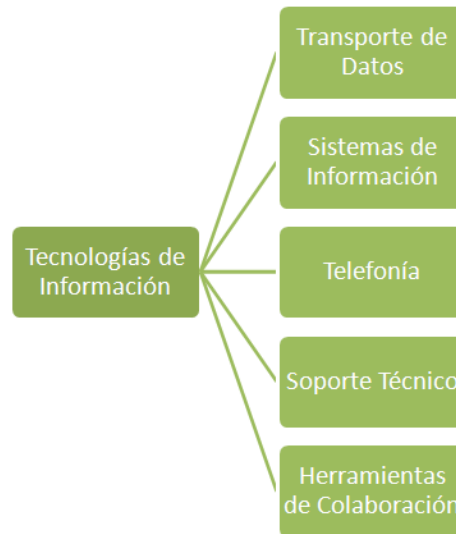 Transporte de
Datos
Sistemas de
Información
Tecnologías de
Información
Telefonía
Soporte Técnico
Herramientas
de Colaboración